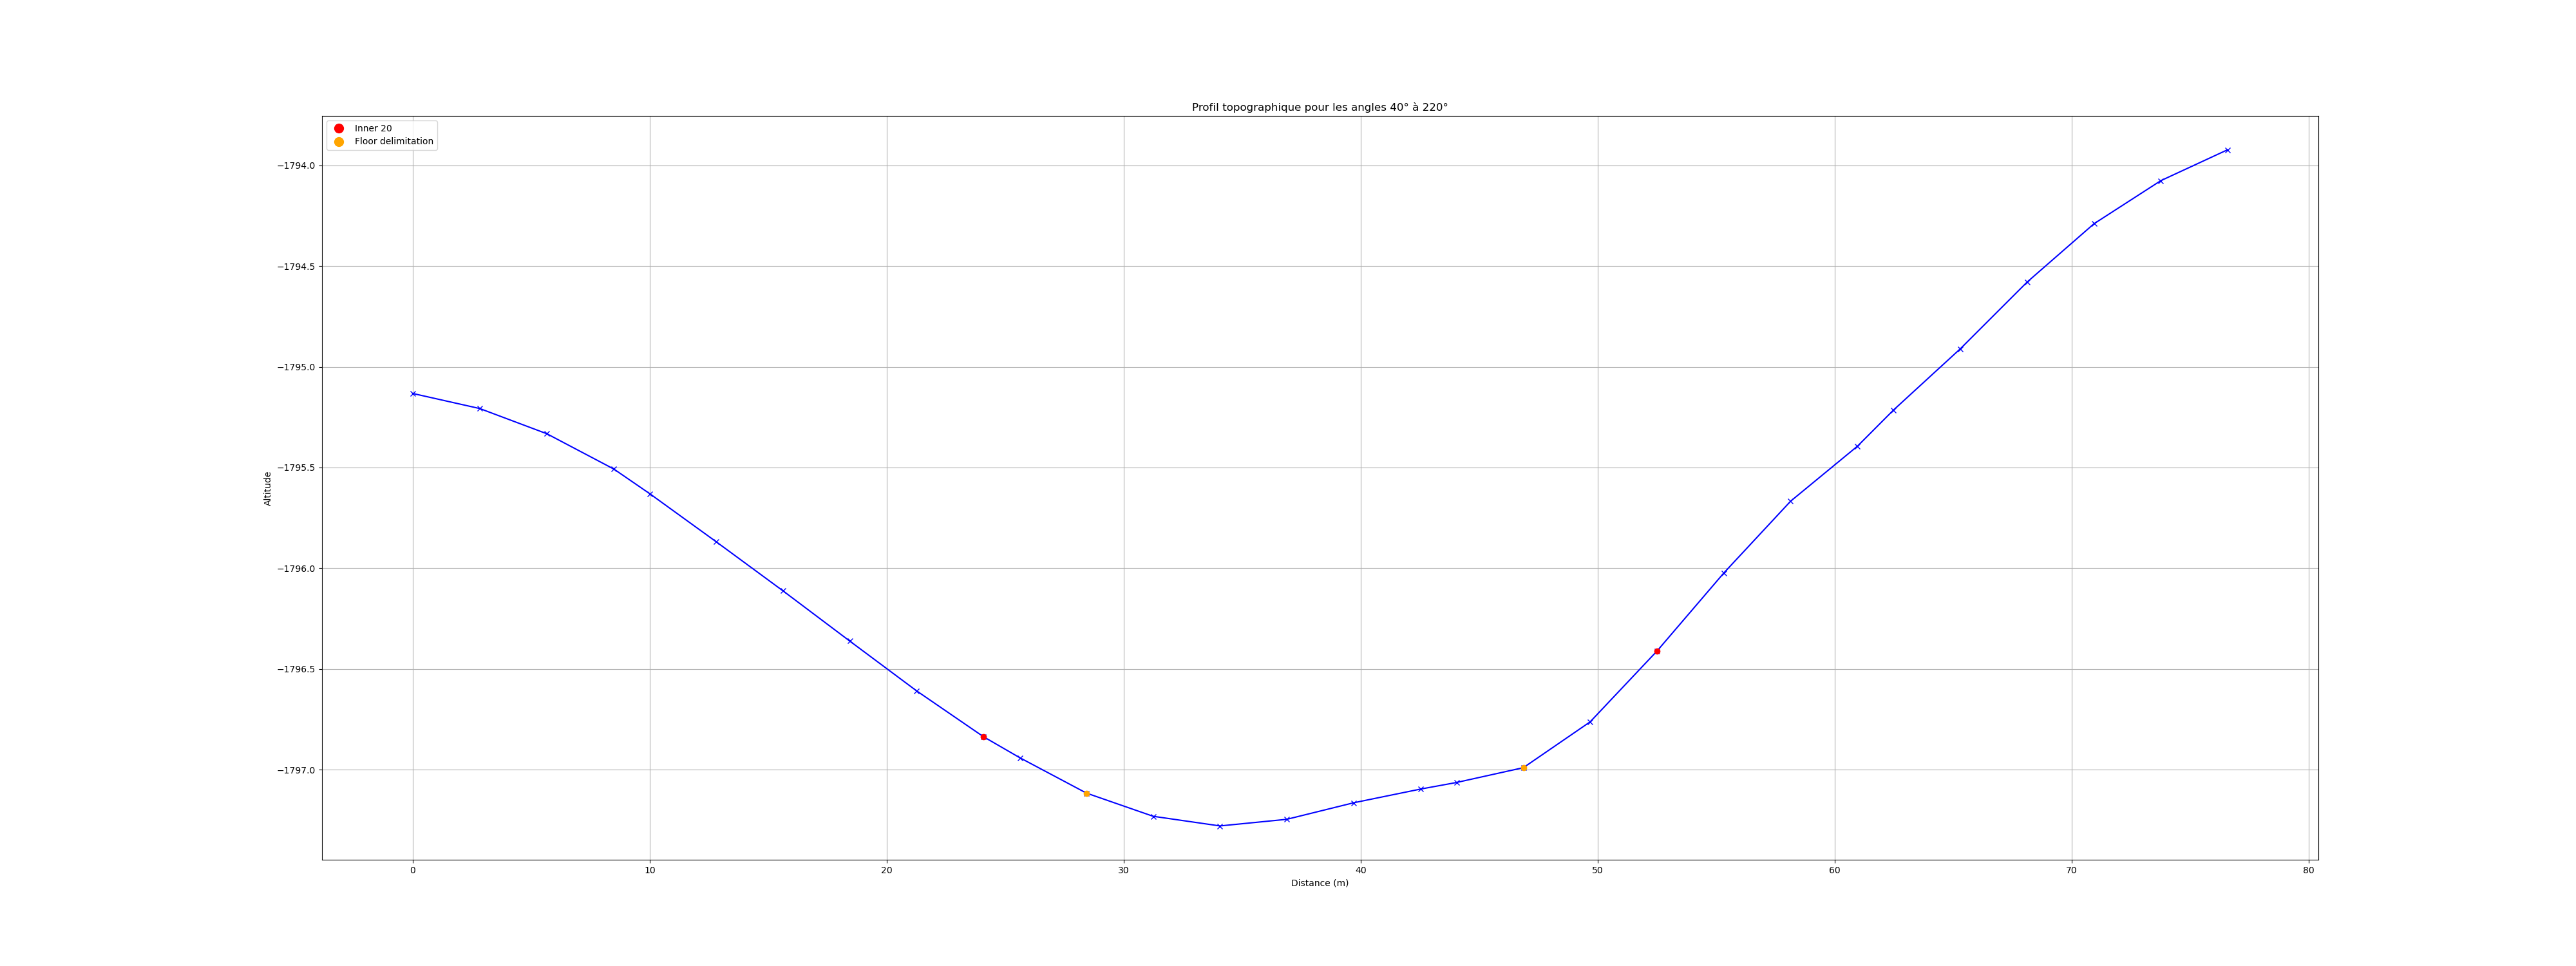 Profil topographique pour les angles 40° à 220°
Inner 20
Floor delimitation
−1794.0
−1794.5
−1795.0
−1795.5
−1796.0
−1796.5
−1797.0
Altitude
0 10 20 30 40 50 60 70 80
Distance (m)